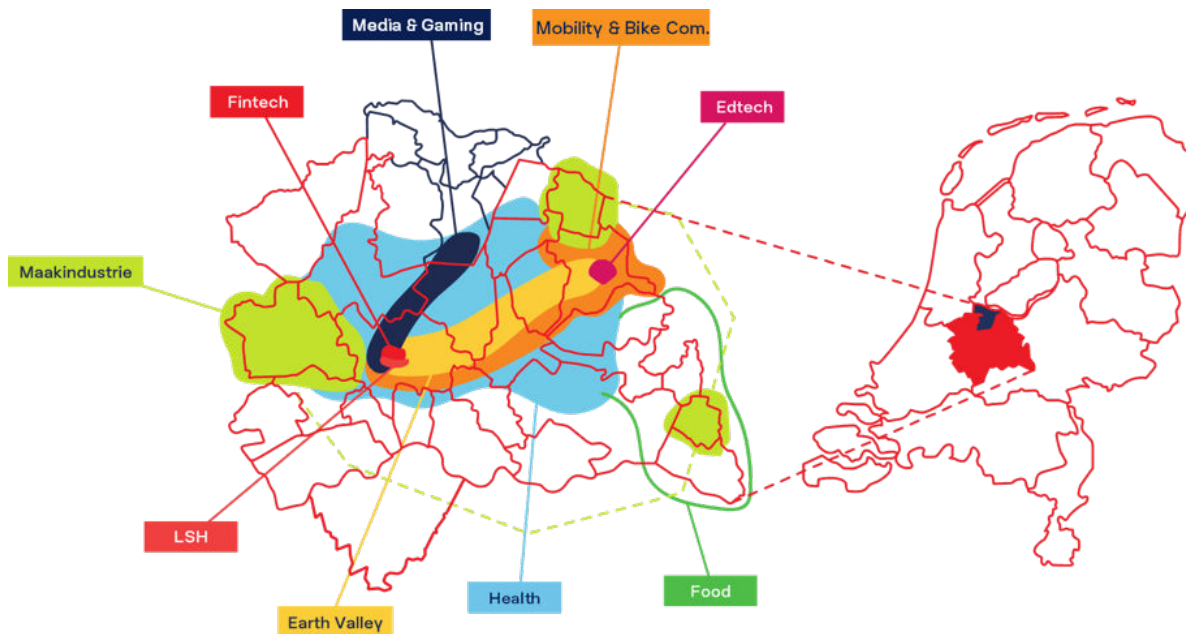 Media & Gaming
Mobility & Bike Com.
Fintech
Edtech
Maakindustrie
LSH
Health
Food
Earth Valley